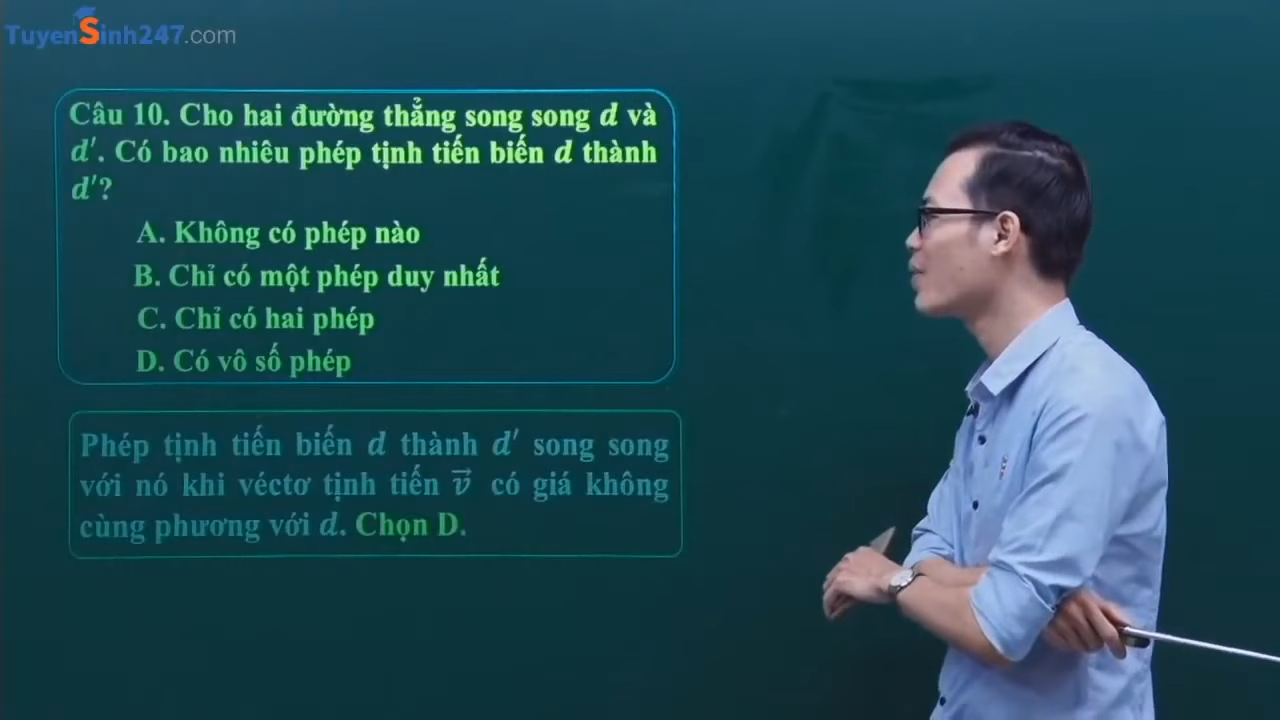 TuyenSinh247.com
Câu 10. Cho hai đường thẳng song song d và
d′. Có bao nhiêu phép tịnh tiến biến d thành
d′?
A. Không có phép nào
B. Chỉ có một phép duy nhất
C. Chỉ có hai phép
D. Có vô số phép
Phép tịnh tiến biến d thành d′ song song
với nó khi véctơ tịnh tiến v⃗ có giá không
cùng phương với d. Chọn D.